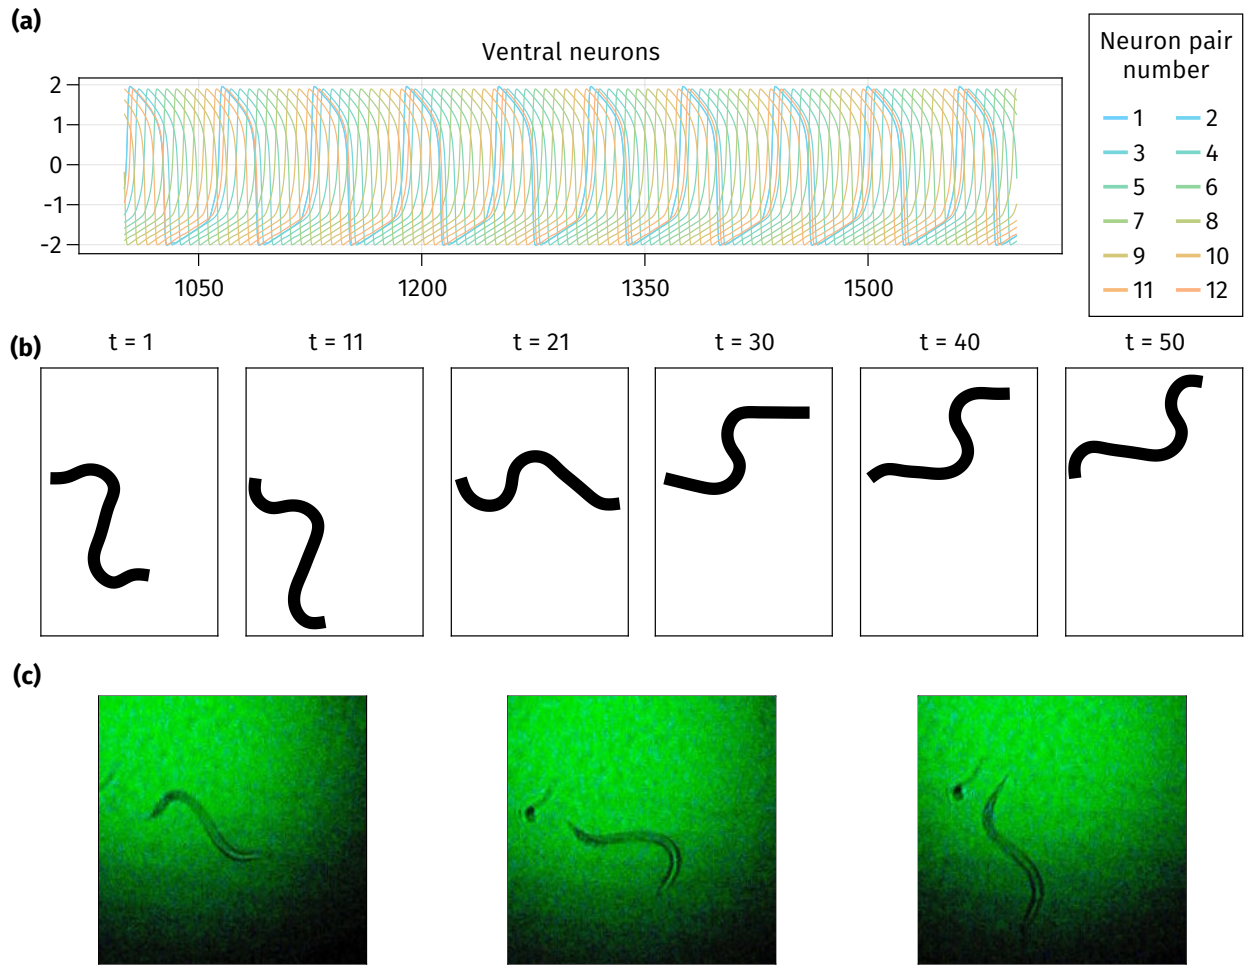 (a)
Ventral neurons
2
1
0
-1
-2
1050 1200 1350 1500
Neuron pair
number
1 2
3 4
5 6
7 8
9 10
11 12
(b)
t = 1 t = 11 t = 21 t = 30 t = 40 t = 50
(c)